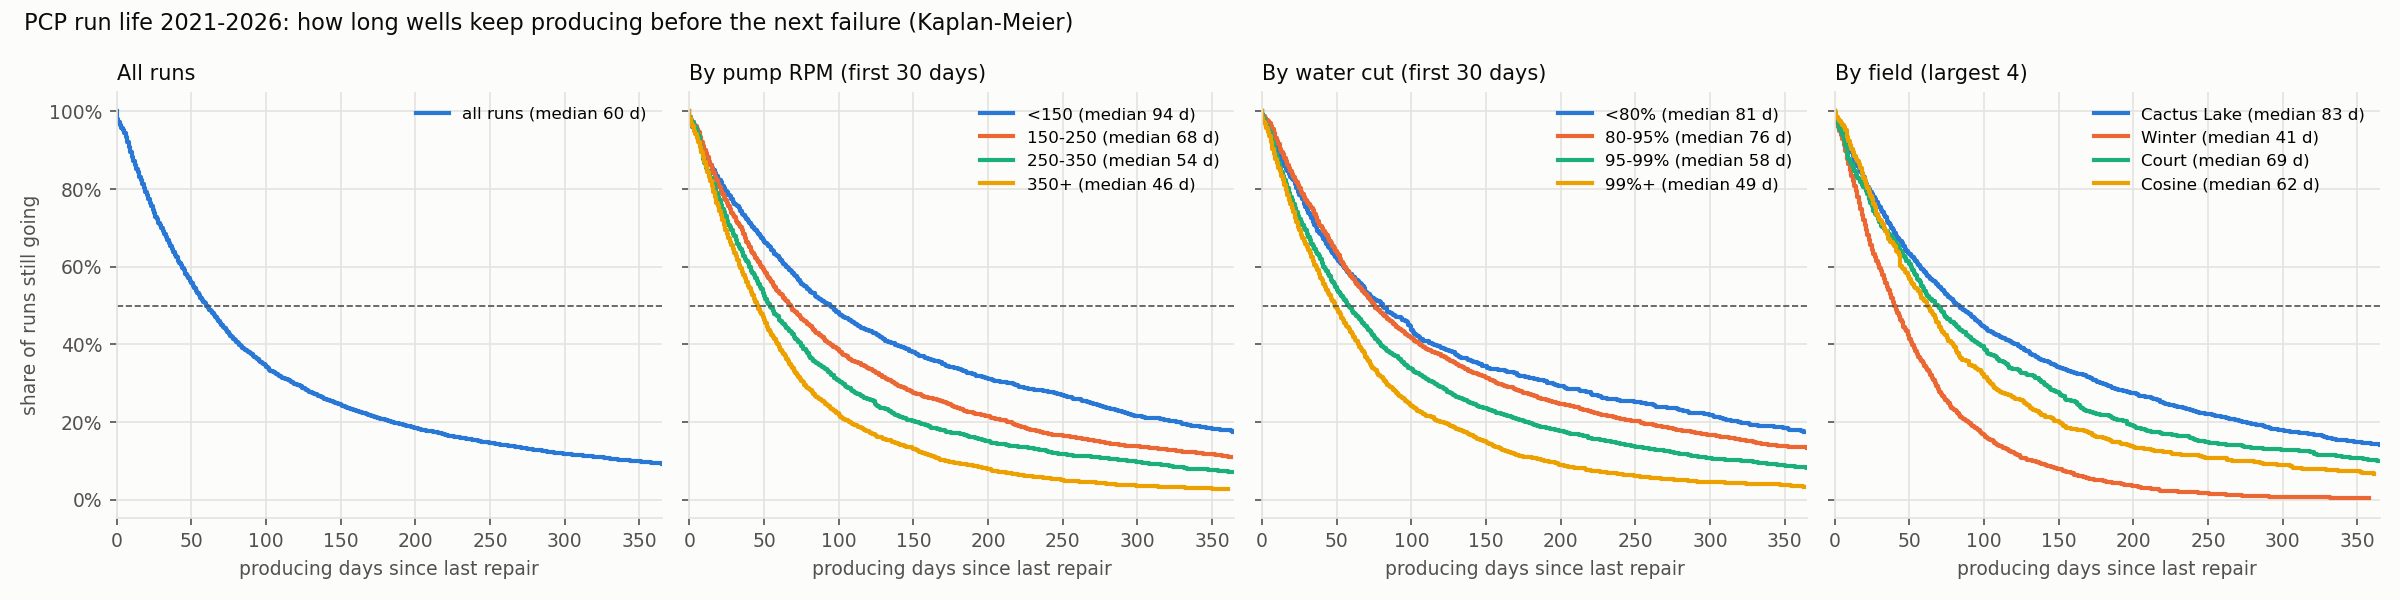 PCP run life 2021-2026: how long wells keep producing before the next failure (Kaplan-Meier)
All runs
share of runs still going
100%
80%
60%
40%
20%
0%
all runs (median 60 d)
0 50 100 150 200 250 300 350
producing days since last repair
By pump RPM (first 30 days)
<150 (median 94 d)
150-250 (median 68 d)
250-350 (median 54 d)
350+ (median 46 d)
0 50 100 150 200 250 300 350
producing days since last repair
By water cut (first 30 days)
<80% (median 81 d)
80-95% (median 76 d)
95-99% (median 58 d)
99%+ (median 49 d)
0 50 100 150 200 250 300 350
producing days since last repair
By field (largest 4)
Cactus Lake (median 83 d)
Winter (median 41 d)
Court (median 69 d)
Cosine (median 62 d)
0 50 100 150 200 250 300 350
producing days since last repair